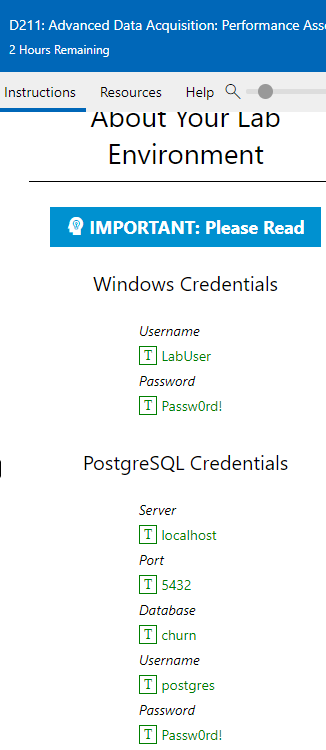 D211: Advanced Data Acquisition: Performance Ass
2 Hours Remaining
Instructions Resources Help
About Your Lab
Environment
IMPORTANT: Please Read
Windows Credentials
Username
T LabUser
Password
T Passw0rd!
PostgreSQL Credentials
Server
T localhost
Port
T 5432
Database
T churn
Username
T postgres
Password
T Passw0rd!